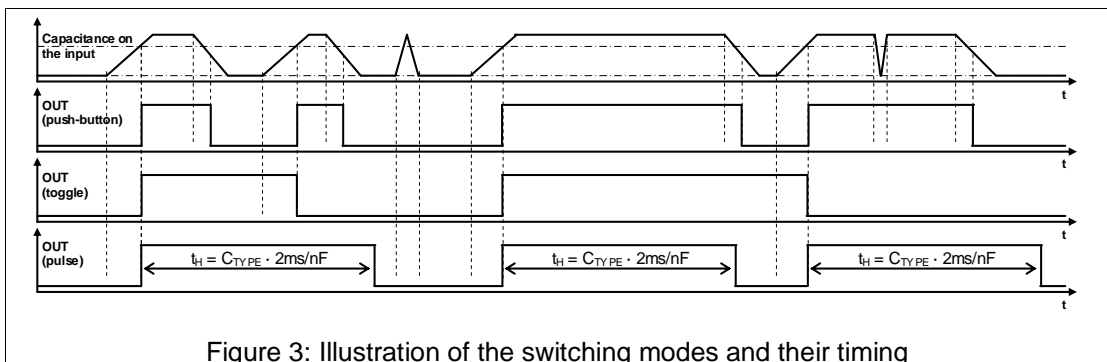 Capacitance on
the input
t
OUT
(push-button)
t
OUT
(toggle)
t
OUT
(pulse)
tH = CTYPE · 2ms/nF
tH = CTYPE · 2ms/nF
tH = CTYPE · 2ms/nF
t
Figure 3: Illustration of the switching modes and their timing